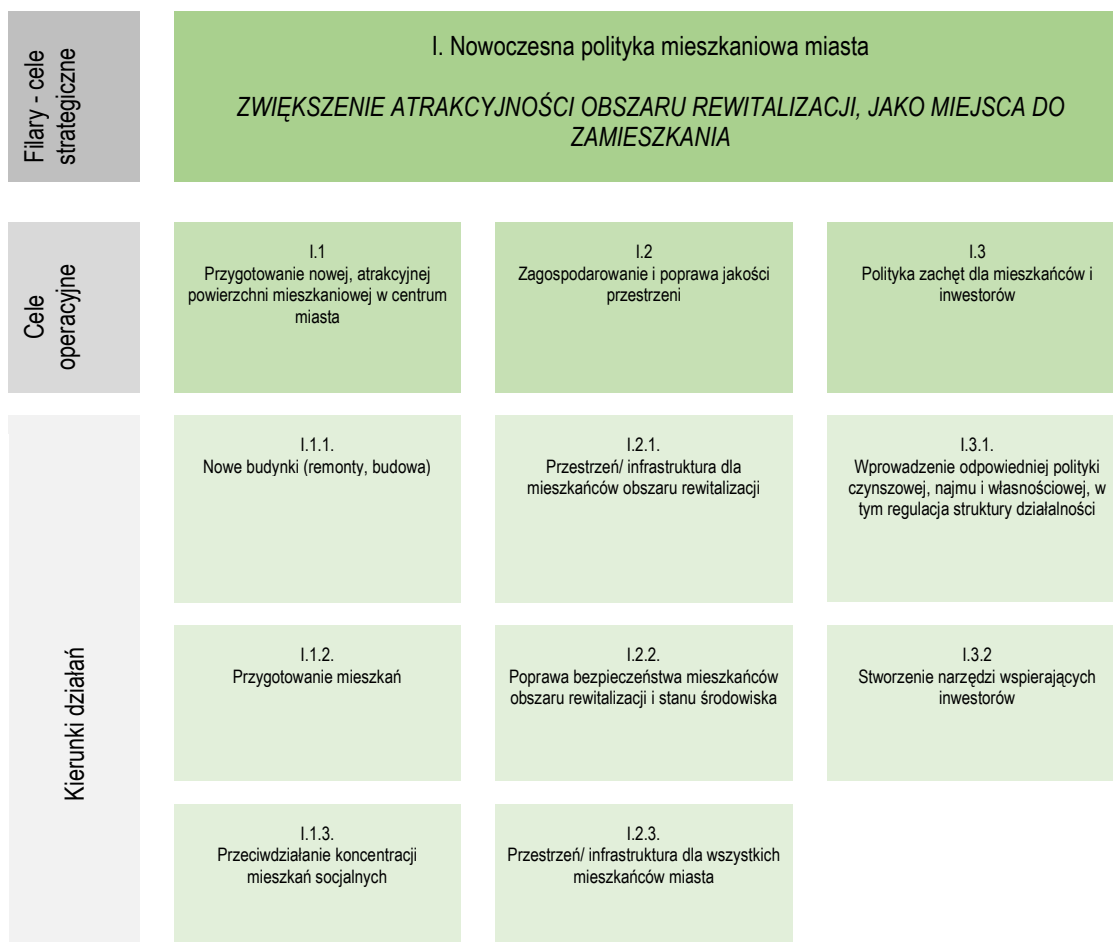 Filary - cele
strategiczne
I. Nowoczesna polityka mieszkaniowa miasta
ZWIĘKSZENIE ATRAKCYJNOŚCI OBSZARU REWITALIZACJI, JAKO MIEJSCA DO
ZAMIESZKANIA
Cele
operacyjne
I.1
Przygotowanie nowej, atrakcyjnej
powierzchni mieszkaniowej w centrum
miasta
I.2
Zagospodarowanie i poprawa jakości
przestrzeni
I.3
Polityka zachęt dla mieszkańców i
inwestorów
Kierunki działań
I.1.1.
Nowe budynki (remonty, budowa)
I.2.1.
Przestrzeń/ infrastruktura dla
mieszkańców obszaru rewitalizacji
I.3.1.
Wprowadzenie odpowiedniej polityki
czynszowej, najmu i własnościowej, w
tym regulacja struktury działalności
I.1.2.
Przygotowanie mieszkań
I.2.2.
Poprawa bezpieczeństwa mieszkańców
obszaru rewitalizacji i stanu środowiska
I.3.2
Stworzenie narzędzi wspierających
inwestorów
I.1.3.
Przeciwdziałanie koncentracji
mieszkań socjalnych
I.2.3.
Przestrzeń/ infrastruktura dla wszystkich
mieszkańców miasta